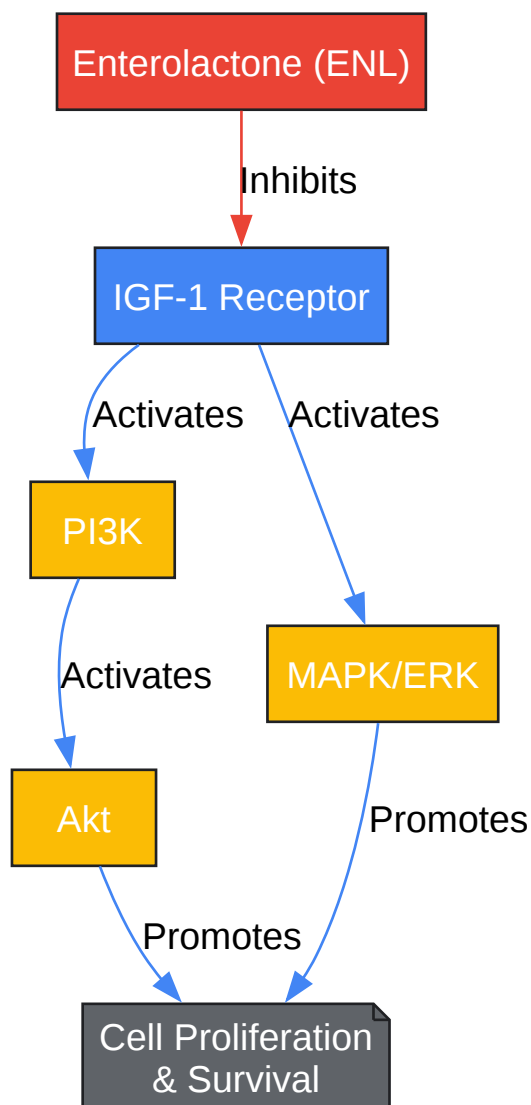 Enterolactone (ENL)
Inhibits
IGF-1 Receptor
Activates
Activates
PI3K
Activates
MAPK/ERK
Akt
Promotes
Promotes
Cell Proliferation
& Survival